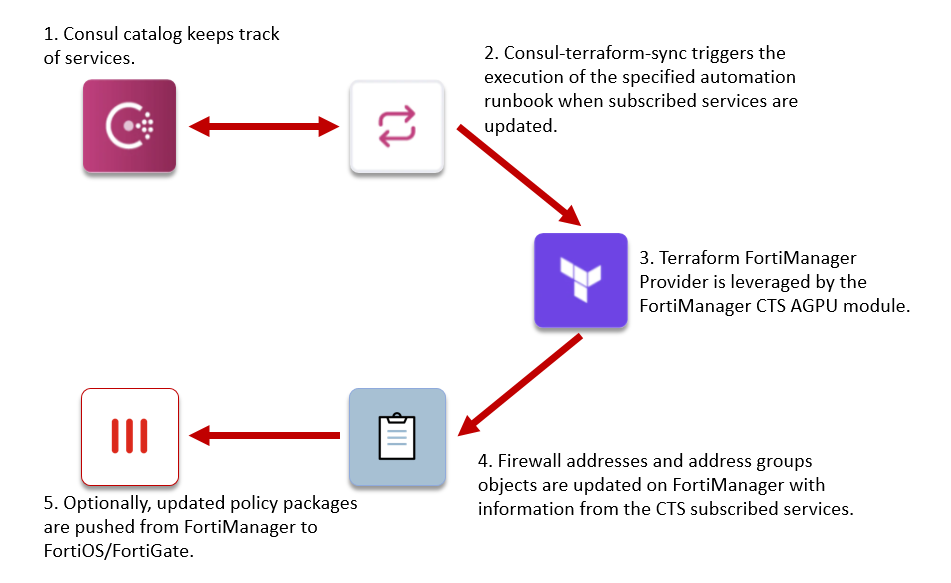 1. Consul catalog keeps track
of services.
2. Consul-terraform-sync triggers the
execution of the specified automation
runbook when subscribed services are
updated.
3. Terraform FortiManager
Provider is leveraged by the
FortiManager CTS AGPU module.
4. Firewall addresses and address groups
objects are updated on FortiManager with
information from the CTS subscribed services.
5. Optionally, updated policy packages
are pushed from FortiManager to
FortiOS/FortiGate.